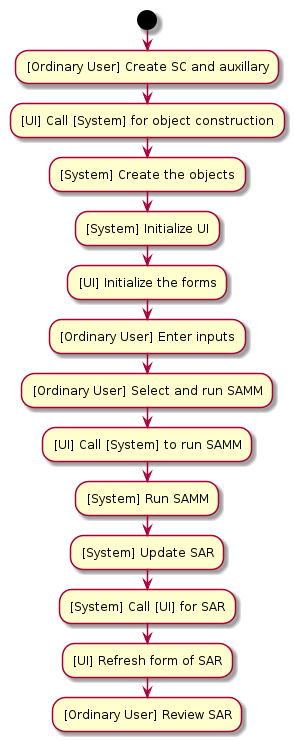 [Ordinary User] Create SC and auxillary
[UI] Call [System] for object construction
[System] Create the objects
[System] Initialize UI
[UI] Initialize the forms
[Ordinary User] Enter inputs
[Ordinary User] Select and run SAMM
[UI] Call [System] to run SAMM
[System] Run SAMM
[System] Update SAR
[System] Call [UI] for SAR
[UI] Refresh form of SAR
[Ordinary User] Review SAR